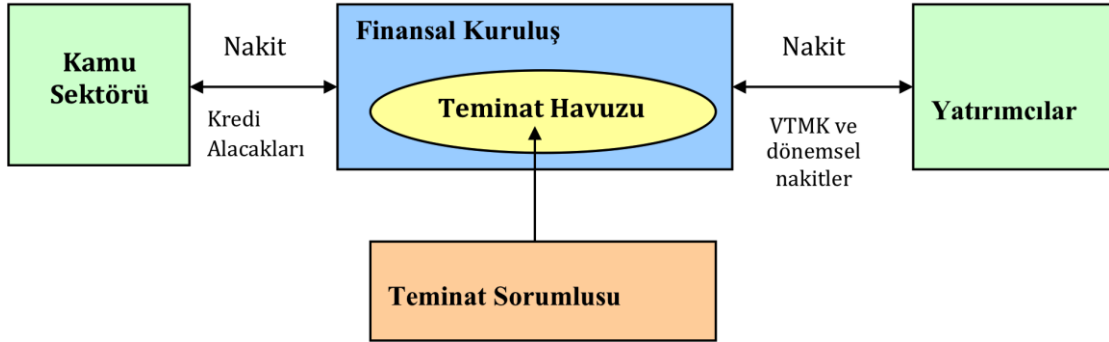 Kamu
Sektörü
Nakit
Kredi
Alacakları
Finansal Kuruluş
Teminat Havuzu
Nakit
VTMK ve
dönemsel
nakitler
Yatırımcılar
Teminat Sorumlusu